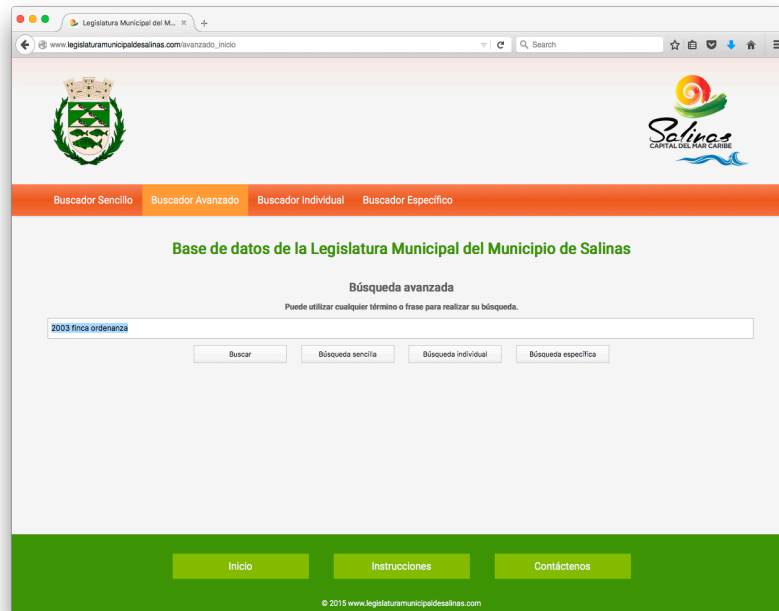 Legislatura Municipal del M...
www.legislaturamunicipaldesalinas.com/avanzado_inicio
Search
Salinas
CAPITAL DEL MAR CARIBE
Buscador Sencillo Buscador Avanzado Buscador Individual Buscador Específico
Base de datos de la Legislatura Municipal del Municipio de Salinas
Búsqueda avanzada
Puede utilizar cualquier término o frase para realizar su búsqueda.
2003 finca ordenanza
Buscar Búsqueda sencilla Búsqueda individual Búsqueda específica
Inicio Instrucciones Contáctenos
© 2015 www.legislaturamunicipaldesalinas.com